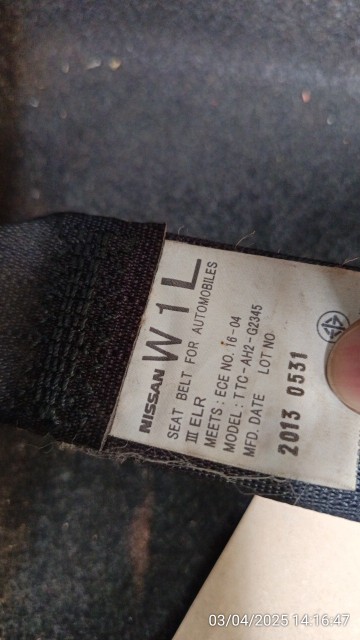 NISSAN W 1 L
SEAT BELT FOR AUTOMOBILES
III ELR
MEETS : ECE NO. 16-04
MODEL : TTC-AH2-G2345
MFD. DATE LOT NO
2013 0531
03/04/2025 14:16:47